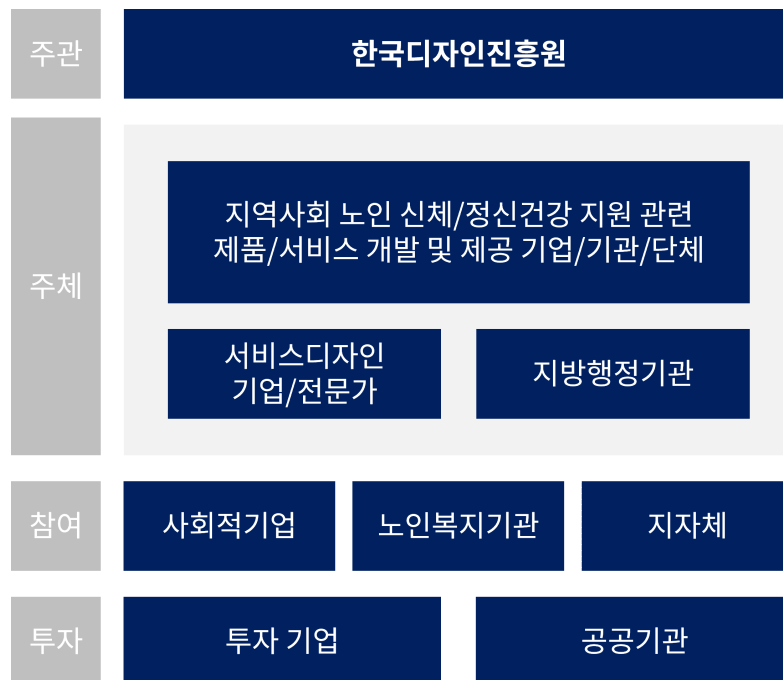 주관
한국디자인진흥원
주체
지역사회 노인 신체/정신건강 지원 관련
제품/서비스 개발 및 제공 기업/기관/단체
서비스디자인
기업/전문가
지방행정기관
참여
사회적기업
노인복지기관
지자체
투자
투자 기업
공공기관